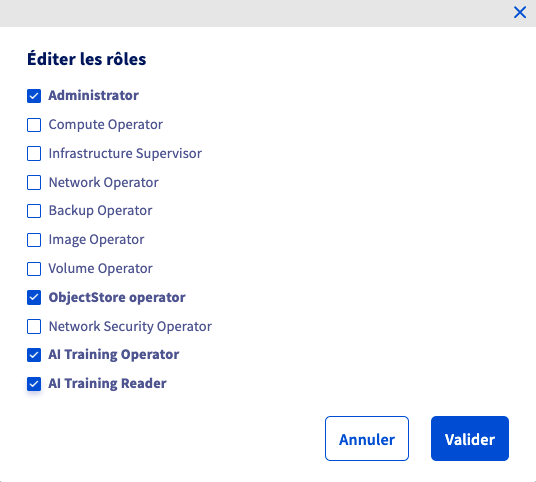 Éditer les rôles
Administrator
Compute Operator
Infrastructure Supervisor
Network Operator
Backup Operator
Image Operator
Volume Operator
ObjectStore operator
Network Security Operator
AI Training Operator
AI Training Reader
Annuler Valider